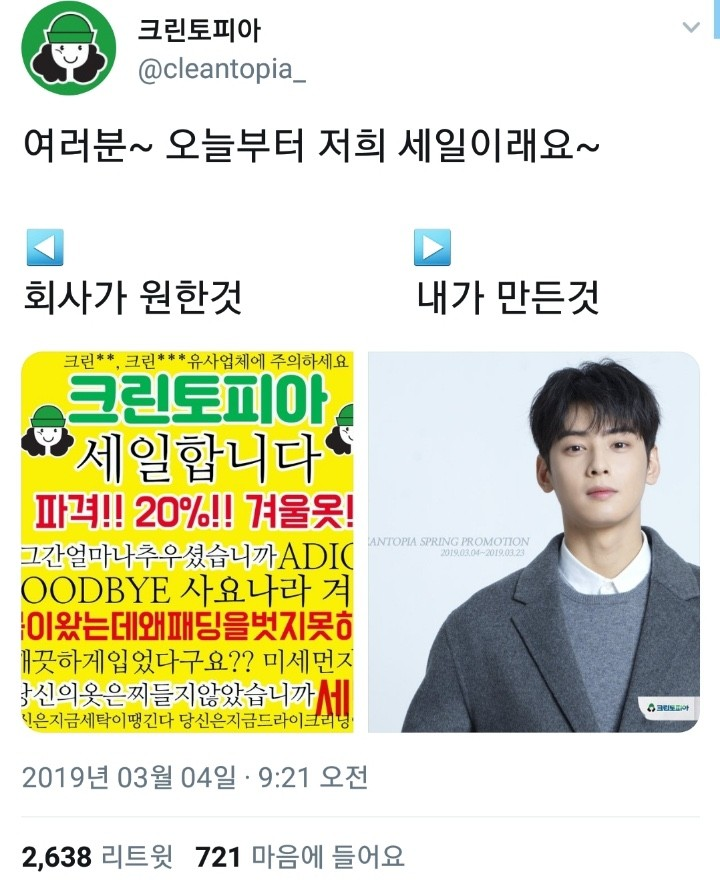 크린토피아
@cleantopia_
여러분~ 오늘부터 저희 세일이래요~
회사가 원한것
내가 만든것
크린**, 크린***유사업체에 주의하세요
크린토피아
세일합니다
파격!! 20%!! 겨울옷!
그간얼마나추우셨습니까 ADIO
OODBYE 사요나라 겨
이왔는데왜패딩을벗지못하
깨끗하게입었다구요?? 미세먼지
당신의옷은찌들지않았습니까 세
신은지금세탁이땡긴다 당신은지금드라이크리닝
EANTOPIA SPRING PROMOTION
2019.03.04~2019.03.23
크린토피아
2019년 03월 04일 · 9:21 오전
2,638 리트윗 721 마음에 들어요